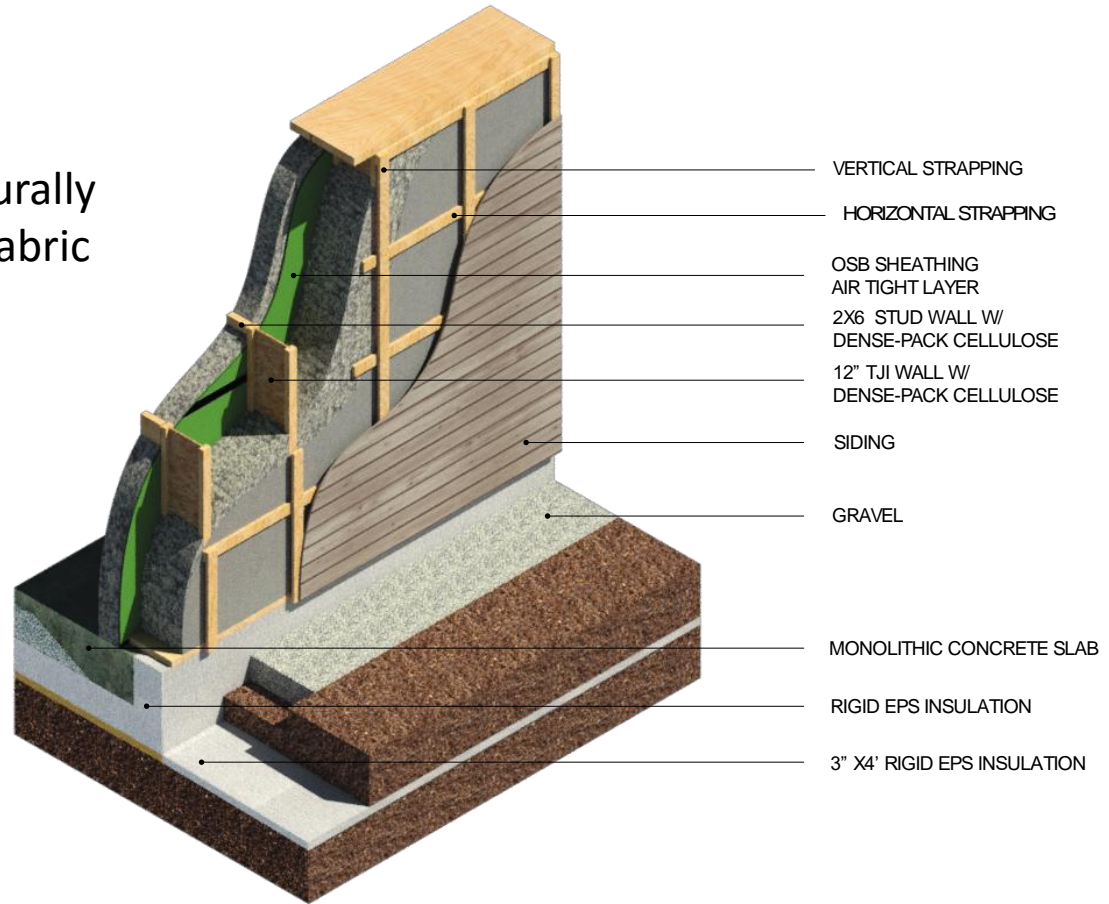 urally
abric
VERTICAL STRAPPING
HORIZONTAL STRAPPING
OSB SHEATHING
AIR TIGHT LAYER
2X6 STUD WALL W/
DENSE-PACK CELLULOSE
12” TJI WALL W/
DENSE-PACK CELLULOSE
SIDING
GRAVEL
MONOLITHIC CONCRETE SLAB
RIGID EPS INSULATION
3” X4’ RIGID EPS INSULATION